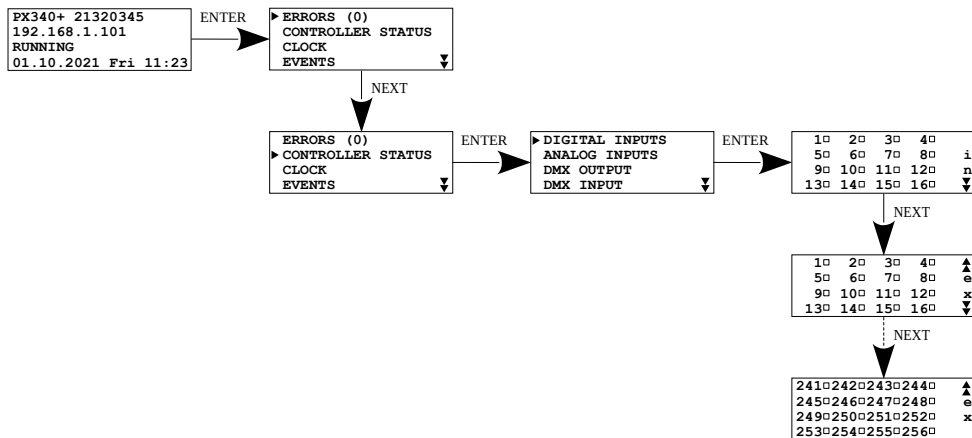 PX340+ 21320345
192.168.1.101
RUNNING
01.10.2021 Fri 11:23
ENTER
ERRORS (0)
CONTROLLER STATUS
CLOCK
EVENTS
NEXT
ERRORS (0)
CONTROLLER STATUS
CLOCK
EVENTS
ENTER
DIGITAL INPUTS
ANALOG INPUTS
DMX OUTPUT
DMX INPUT
ENTER
1□ 2□ 3□ 4□
5□ 6□ 7□ 8□ i
9□ 10□ 11□ 12□ n
13□ 14□ 15□ 16□
NEXT
1□ 2□ 3□ 4□
5□ 6□ 7□ 8□ e
9□ 10□ 11□ 12□ x
13□ 14□ 15□ 16□
NEXT
241□242□243□244□
245□246□247□248□ e
249□250□251□252□ x
253□254□255□256□